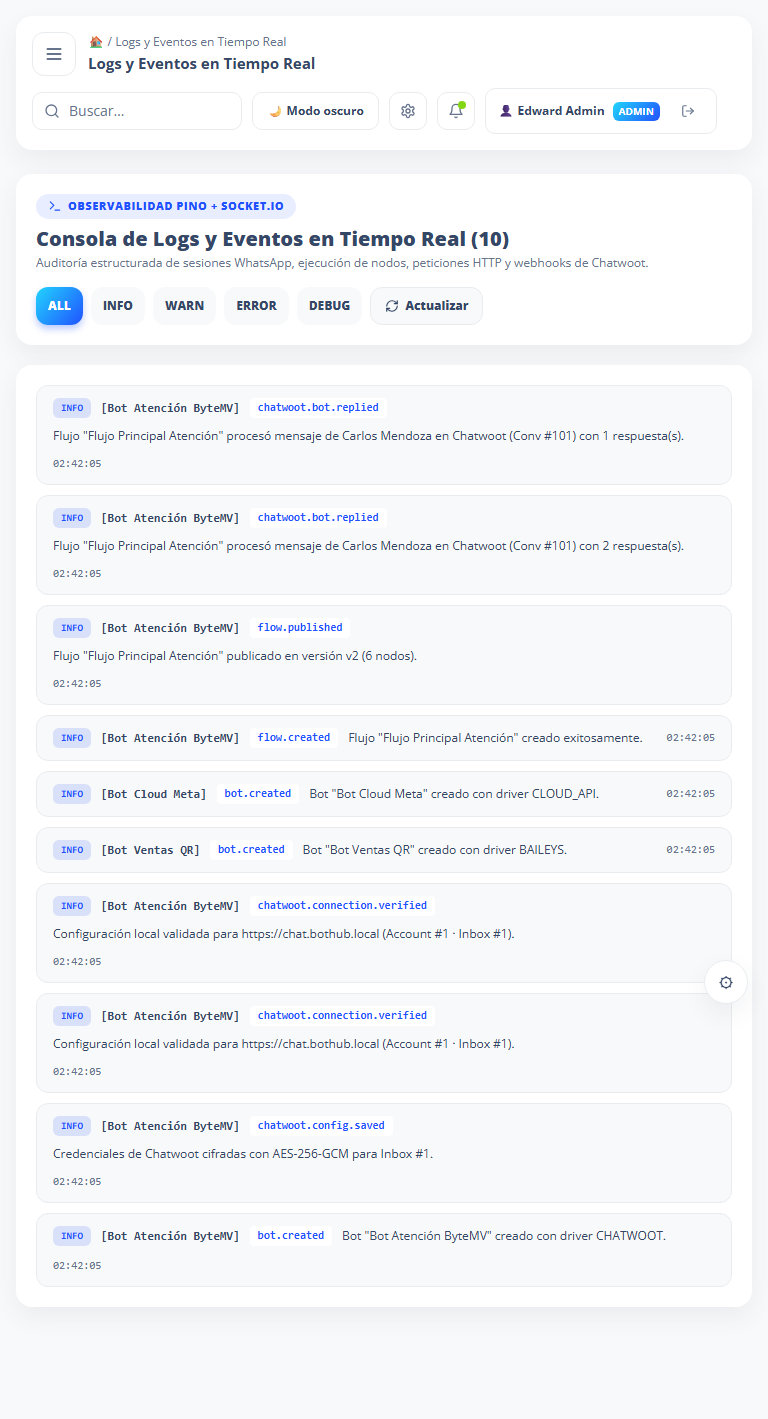 🏠 / Logs y Eventos en Tiempo Real
Logs y Eventos en Tiempo Real
Buscar...
🌙 Modo oscuro
👤 Edward Admin ADMIN
OBSERVABILIDAD PINO + SOCKET.IO
Consola de Logs y Eventos en Tiempo Real (10)
Auditoría estructurada de sesiones WhatsApp, ejecución de nodos, peticiones HTTP y webhooks de Chatwoot.
ALL INFO WARN ERROR DEBUG Actualizar
INFO [Bot Atención ByteMV] chatwoot.bot.replied
Flujo "Flujo Principal Atención" procesó mensaje de Carlos Mendoza en Chatwoot (Conv #101) con 1 respuesta(s).
02:42:05
INFO [Bot Atención ByteMV] chatwoot.bot.replied
Flujo "Flujo Principal Atención" procesó mensaje de Carlos Mendoza en Chatwoot (Conv #101) con 2 respuesta(s).
02:42:05
INFO [Bot Atención ByteMV] flow.published
Flujo "Flujo Principal Atención" publicado en versión v2 (6 nodos).
02:42:05
INFO [Bot Atención ByteMV] flow.created Flujo "Flujo Principal Atención" creado exitosamente. 02:42:05
INFO [Bot Cloud Meta] bot.created Bot "Bot Cloud Meta" creado con driver CLOUD_API. 02:42:05
INFO [Bot Ventas QR] bot.created Bot "Bot Ventas QR" creado con driver BAILEYS. 02:42:05
INFO [Bot Atención ByteMV] chatwoot.connection.verified
Configuración local validada para https://chat.bothub.local (Account #1 · Inbox #1).
02:42:05
INFO [Bot Atención ByteMV] chatwoot.connection.verified
Configuración local validada para https://chat.bothub.local (Account #1 · Inbox #1).
02:42:05
INFO [Bot Atención ByteMV] chatwoot.config.saved
Credenciales de Chatwoot cifradas con AES-256-GCM para Inbox #1.
02:42:05
INFO [Bot Atención ByteMV] bot.created Bot "Bot Atención ByteMV" creado con driver CHATWOOT.
02:42:05